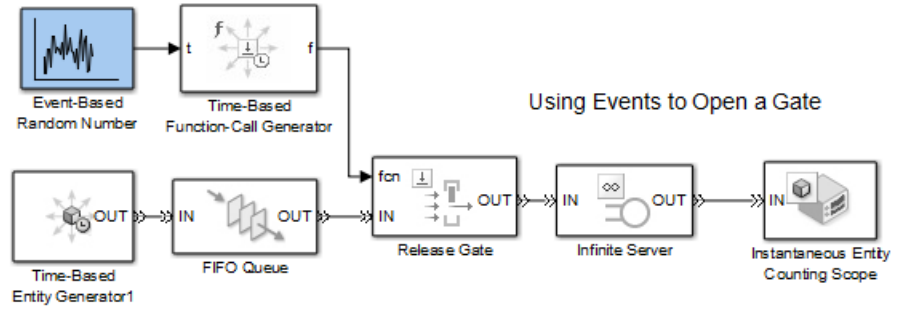 f
t
f
Event-Based
Random Number
Time-Based
Function-Call Generator
Using Events to Open a Gate
fcn
OUT
IN
OUT
IN
OUT
IN
OUT
IN
Time-Based
Entity Generator1
FIFO Queue
Release Gate
Infinite Server
Instantaneous Entity
Counting Scope